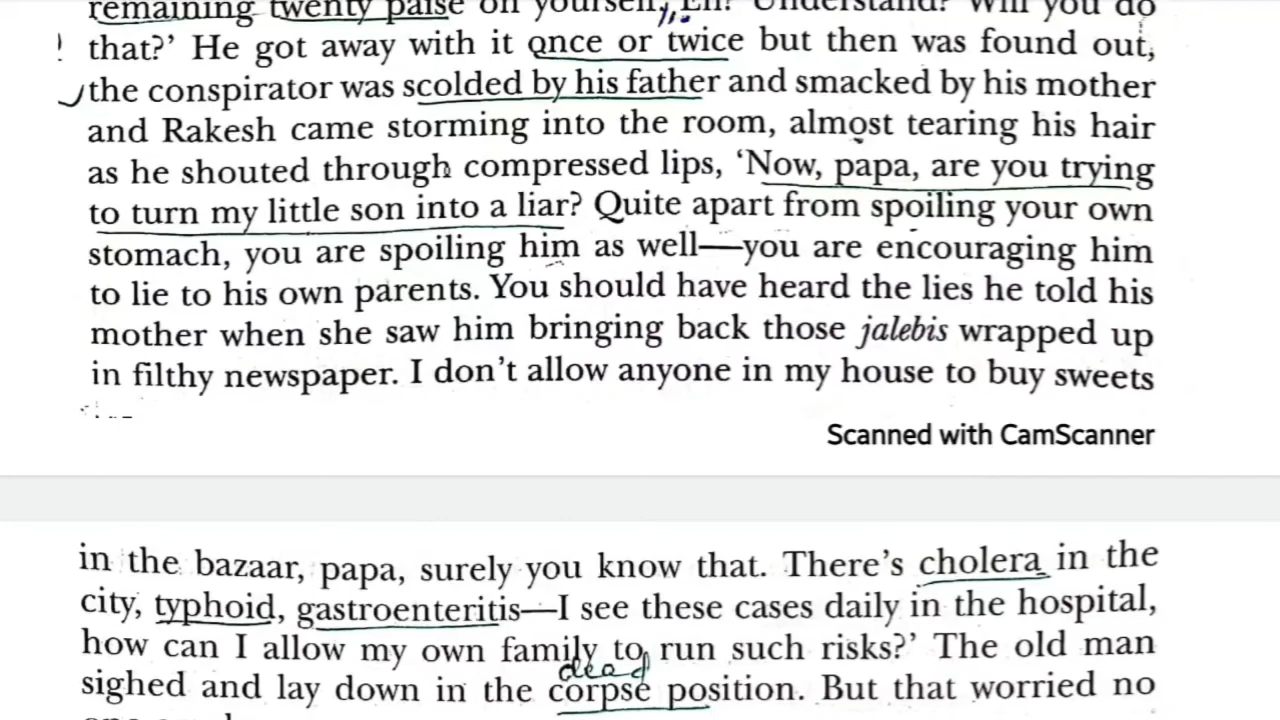 remaining twenty paise on yourself, Eh? Understand? Will you do
that?’ He got away with it once or twice but then was found out,
the conspirator was scolded by his father and smacked by his mother
and Rakesh came storming into the room, almost tearing his hair
as he shouted through compressed lips, ‘Now, papa, are you trying
to turn my little son into a liar? Quite apart from spoiling your own
stomach, you are spoiling him as well—you are encouraging him
to lie to his own parents. You should have heard the lies he told his
mother when she saw him bringing back those jalebis wrapped up
in filthy newspaper. I don’t allow anyone in my house to buy sweets
Scanned with CamScanner
in the bazaar, papa, surely you know that. There’s cholera in the
city, typhoid, gastroenteritis—I see these cases daily in the hospital,
how can I allow my own family to run such risks?’ The old man
dead
sighed and lay down in the corpse position. But that worried no